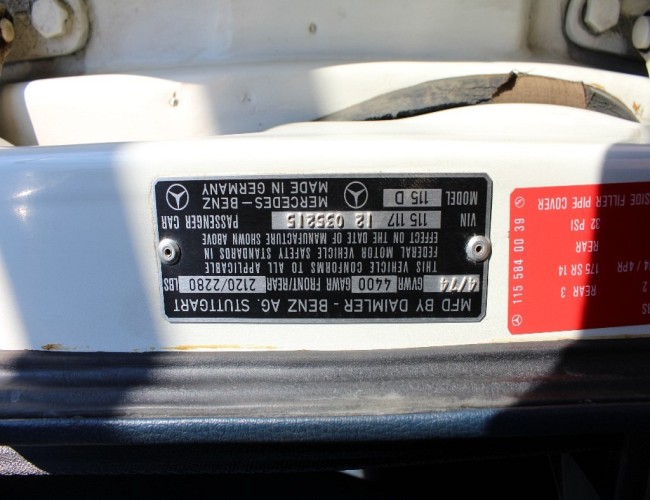 MFD BY DAIMLER - BENZ AG. STUTTGART
4/74 GVWR 4400 GAWR FRONT/REAR 2120/2280 LBS
THIS VEHICLE CONFORMS TO ALL APPLICABLE
FEDERAL MOTOR VEHICLE SAFETY STANDARDS IN
EFFECT ON THE DATE OF MANUFACTURE SHOWN ABOVE
VIN 115 117 12 035215 PASSENGER CAR
MODEL 115 D MERCEDES-BENZ
MADE IN GERMANY
2
REAR 3
175 SR 14 / 4PR
REAR
32 PSI
SIDE FILLER PIPE COVER
115 584 00 39